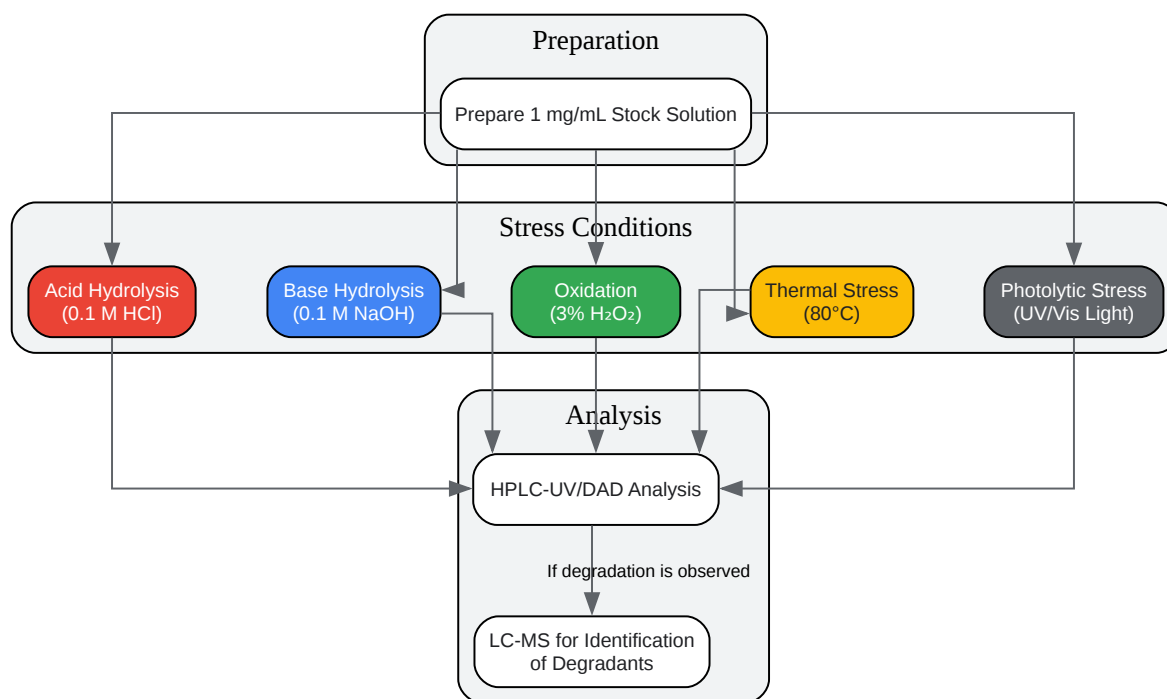 Preparation
Prepare 1 mg/mL Stock Solution
Stress Conditions
Acid Hydrolysis
(0.1 M HCl)
Base Hydrolysis
(0.1 M NaOH)
Oxidation
(3% H₂O₂)
Thermal Stress
(80°C)
Photolytic Stress
(UV/Vis Light)
Analysis
HPLC-UV/DAD Analysis
If degradation is observed
LC-MS for Identification
of Degradants